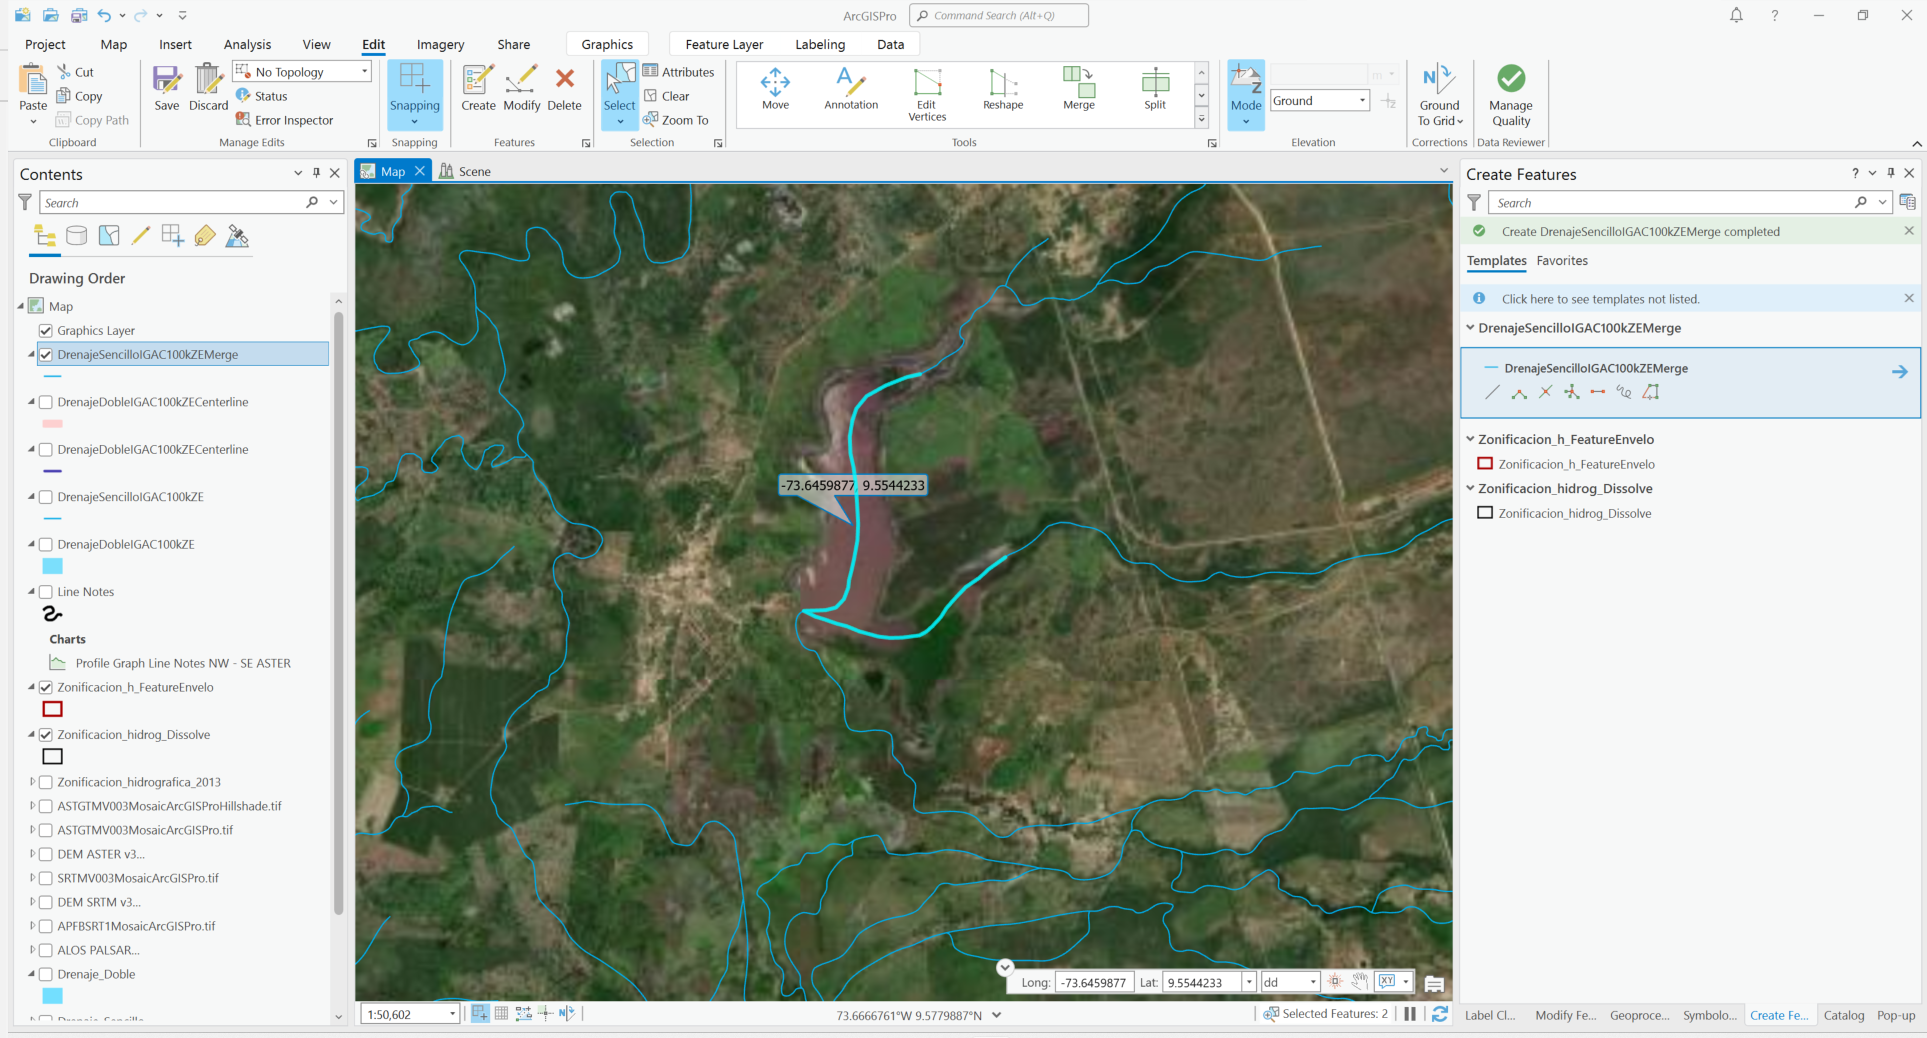 ArcGISPro
Command Search (Alt+Q)
Project
Map
Insert
Analysis
View
Edit
Imagery
Share
Graphics
Feature Layer
Labeling
Data
Paste
Cut
Copy
Copy Path
Clipboard
Save
Discard
No Topology
Status
Error Inspector
Manage Edits
Snapping
Snapping
Create
Modify
Delete
Features
Select
Attributes
Clear
Zoom To
Selection
Move
Annotation
Edit
Vertices
Reshape
Merge
Split
Tools
Mode
Ground
Elevation
Ground
To Grid
Corrections
Manage
Quality
Data Reviewer
Contents
Search
Drawing Order
Map
Graphics Layer
DrenajeSencilloIGAC100kZEMerge
DrenajeDobleIGAC100kZECenterline
DrenajeDobleIGAC100kZECenterline
DrenajeSencilloIGAC100kZE
DrenajeDobleIGAC100kZE
Line Notes
Charts
Profile Graph Line Notes NW - SE ASTER
Zonificacion_h_FeatureEnvelo
Zonificacion_hidrog_Dissolve
Zonificacion_hidrografica_2013
ASTGTMV003MosaicArcGISProHillshade.tif
ASTGTMV003MosaicArcGISPro.tif
DEM ASTER v3...
SRTMV003MosaicArcGISPro.tif
DEM SRTM v3...
APFBSRT1MosaicArcGISPro.tif
ALOS PALSAR...
Drenaje_Doble
Map
Scene
-73.6459877, 9.5544233
Long: -73.6459877 Lat: 9.5544233 dd XY
1:50,602
73.6666761°W 9.5779887°N
Selected Features: 2
Create Features
Search
Create DrenajeSencilloIGAC100kZEMerge completed
Templates Favorites
Click here to see templates not listed.
DrenajeSencilloIGAC100kZEMerge
DrenajeSencilloIGAC100kZEMerge
Zonificacion_h_FeatureEnvelo
Zonificacion_h_FeatureEnvelo
Zonificacion_hidrog_Dissolve
Zonificacion_hidrog_Dissolve
Label Cl... Modify Fe... Geoproce... Symbolo... Create Fe... Catalog Pop-up